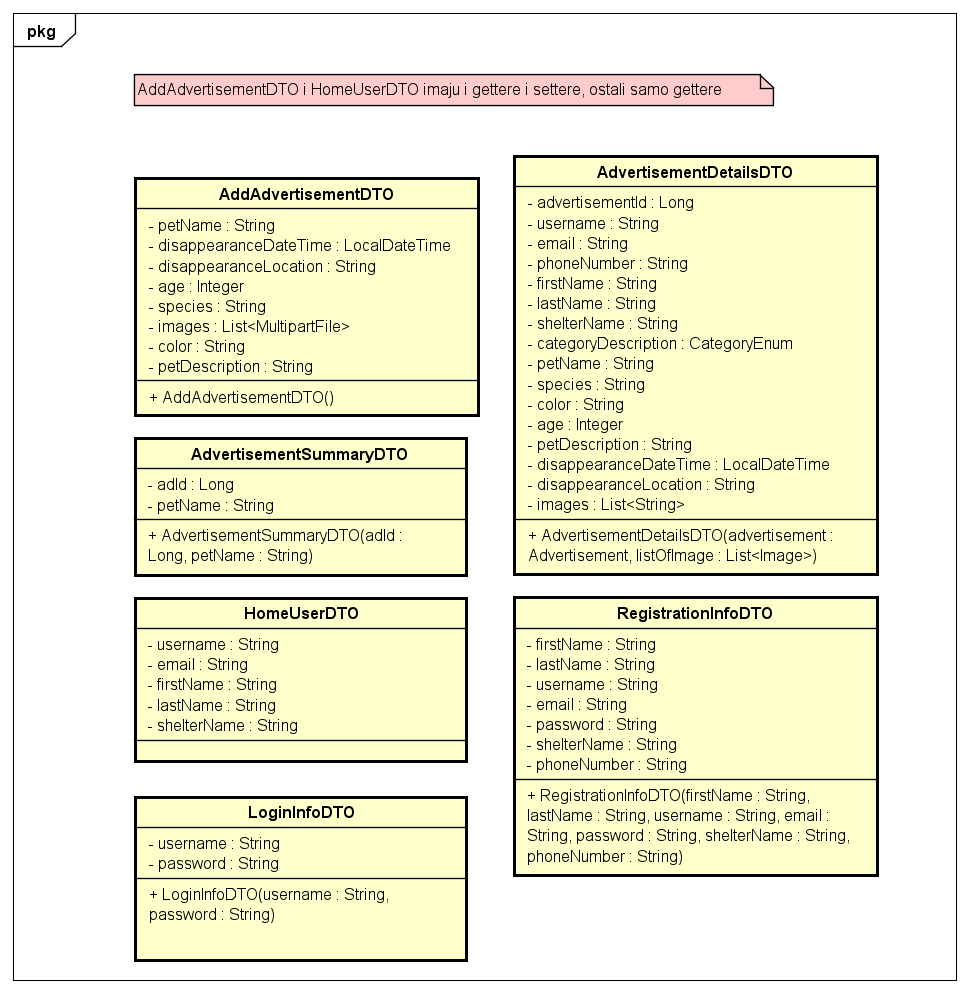 pkg
AddAdvertisementDTO i HomeUserDTO imaju i gettere i settere, ostali samo gettere
AddAdvertisementDTO
- petName : String
- disappearanceDateTime : LocalDateTime
- disappearanceLocation : String
- age : Integer
- species : String
- images : List<MultipartFile>
- color : String
- petDescription : String
+ AddAdvertisementDTO()
AdvertisementSummaryDTO
- adId : Long
- petName : String
+ AdvertisementSummaryDTO(adId :
Long, petName : String)
HomeUserDTO
- username : String
- email : String
- firstName : String
- lastName : String
- shelterName : String
LoginInfoDTO
- username : String
- password : String
+ LoginInfoDTO(username : String,
password : String)
AdvertisementDetailsDTO
- advertisementId : Long
- username : String
- email : String
- phoneNumber : String
- firstName : String
- lastName : String
- shelterName : String
- categoryDescription : CategoryEnum
- petName : String
- species : String
- color : String
- age : Integer
- petDescription : String
- disappearanceDateTime : LocalDateTime
- disappearanceLocation : String
- images : List<String>
+ AdvertisementDetailsDTO(advertisement :
Advertisement, listOfImage : List<Image>)
RegistrationInfoDTO
- firstName : String
- lastName : String
- username : String
- email : String
- password : String
- shelterName : String
- phoneNumber : String
+ RegistrationInfoDTO(firstName : String,
lastName : String, username : String, email :
String, password : String, shelterName : String,
phoneNumber : String)